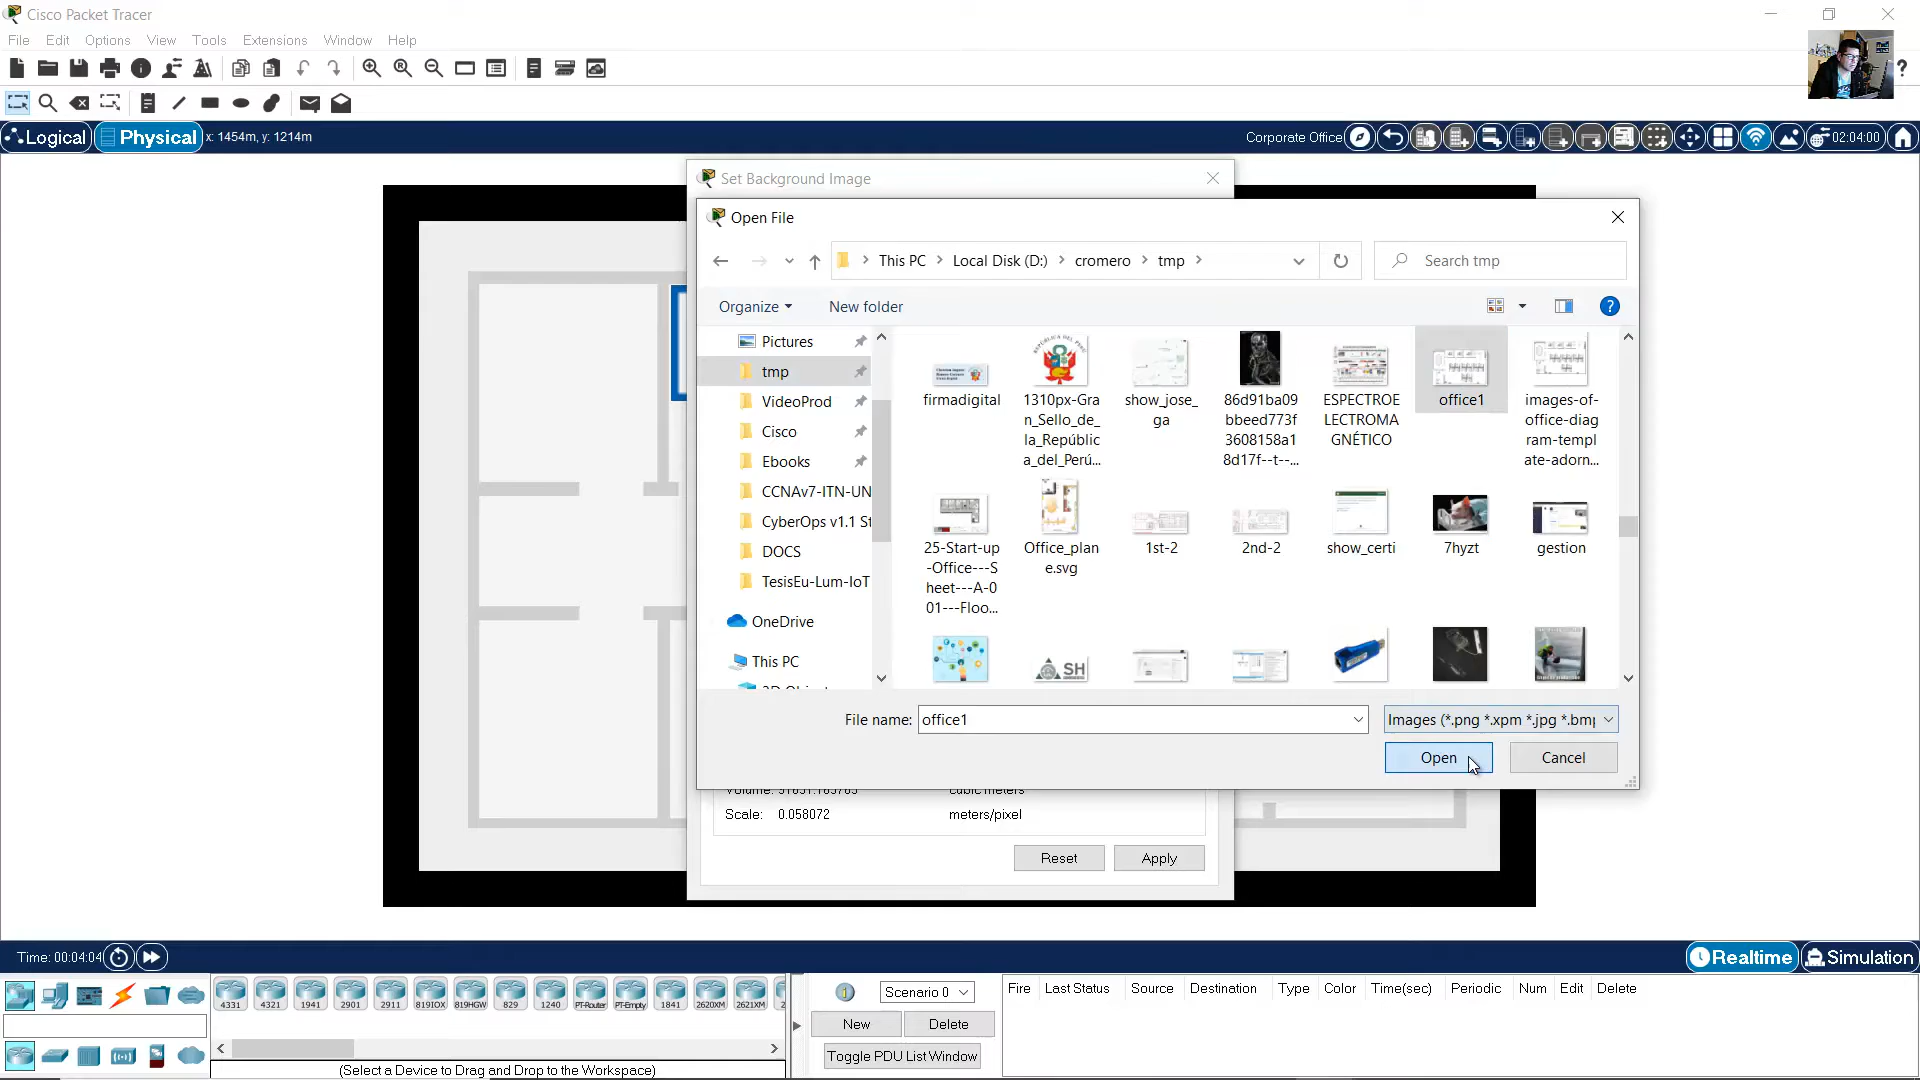 Cisco Packet Tracer
File Edit Options View Tools Extensions Window Help
?
Logical Physical x: 1454m, y: 1214m Corporate Office 02:04:00
Set Background Image
Open File
This PC Local Disk (D:) cromero tmp Search tmp
Organize New folder ?
Pictures
tmp
VideoProd
Cisco
Ebooks
CCNAv7-ITN-UN
CyberOps v1.1 St
DOCS
TesisEu-Lum-IoT
OneDrive
This PC
firmadigital
1310px-Gra
n_Sello_de_
la_Repúblic
a_del_Perú...
show_jose_
ga
86d91ba09
bbeed773f
3608158a1
8d17f--t--...
ESPECTROE
LECTROMA
GNÉTICO
office1
images-of-
office-diag
ram-templ
ate-adorn...
25-Start-up
-Office---S
heet---A-0
01---Floo...
Office_plan
e.svg
1st-2
2nd-2
show_certi
7hyzt
gestion
SH
File name: office1 Images (*.png *.xpm *.jpg *.bmp
Open Cancel
cubic meters
Scale: 0.058072 meters/pixel
Reset Apply
Time: 00:04:04 Realtime Simulation
4331 4321 1941 2901 2911 819IOX 819HGW 829 1240 PT-Router PT-Empty 1841 2620XM 2621XM
(Select a Device to Drag and Drop to the Workspace)
Scenario 0
New Delete
Toggle PDU List Window
Fire Last Status Source Destination Type Color Time(sec) Periodic Num Edit Delete